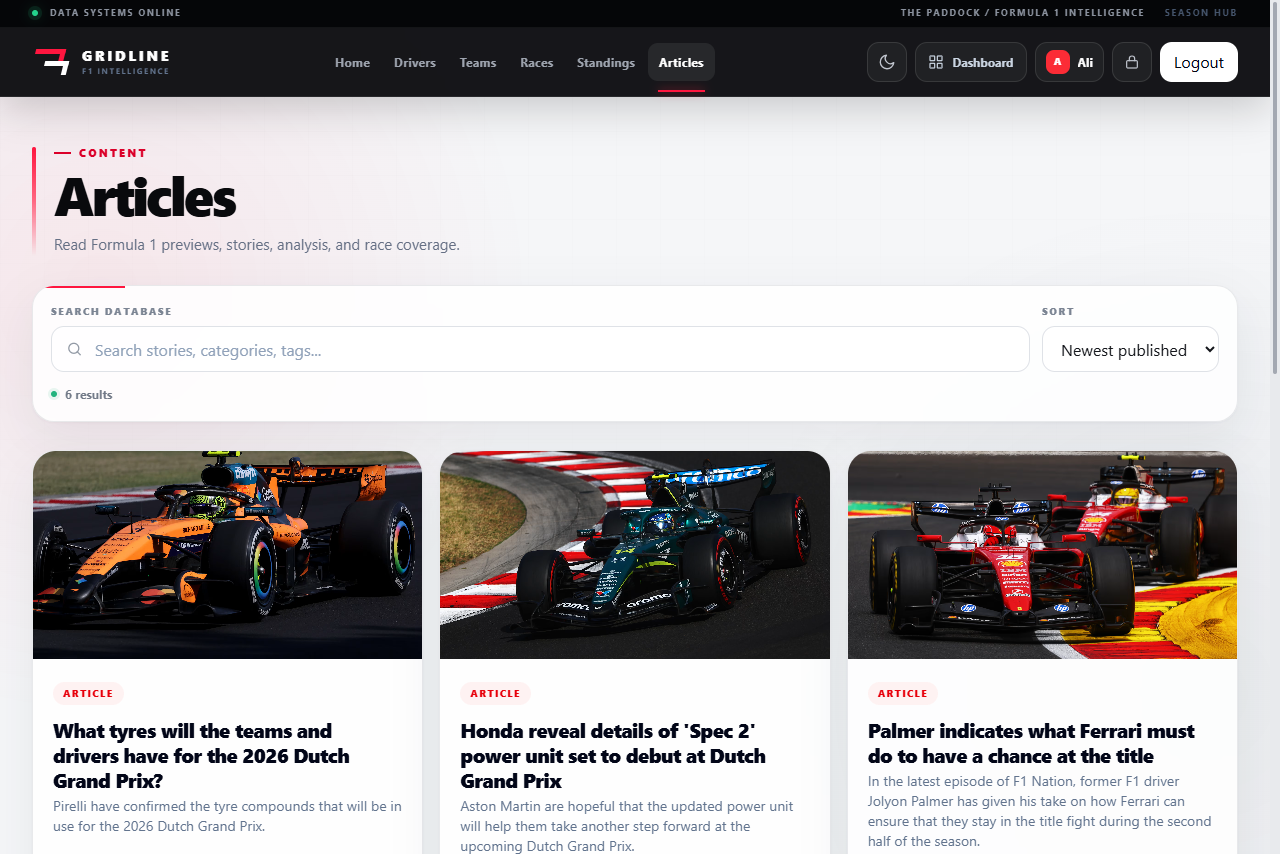 DATA SYSTEMS ONLINE
THE PADDOCK / FORMULA 1 INTELLIGENCE
SEASON HUB
GRIDLINE
F1 INTELLIGENCE
Home
Drivers
Teams
Races
Standings
Articles
Dashboard
A
Ali
Logout
CONTENT
Articles
Read Formula 1 previews, stories, analysis, and race coverage.
SEARCH DATABASE
SORT
Search stories, categories, tags...
Newest published
6 results
aramco
aramco
hp
hp
IBM
ARTICLE
What tyres will the teams and
drivers have for the 2026 Dutch
Grand Prix?
Pirelli have confirmed the tyre compounds that will be in
use for the 2026 Dutch Grand Prix.
ARTICLE
Honda reveal details of 'Spec 2'
power unit set to debut at Dutch
Grand Prix
Aston Martin are hopeful that the updated power unit
will help them take another step forward at the
upcoming Dutch Grand Prix.
ARTICLE
Palmer indicates what Ferrari must
do to have a chance at the title
In the latest episode of F1 Nation, former F1 driver
Jolyon Palmer has given his take on how Ferrari can
ensure that they stay in the title fight during the second
half of the season.